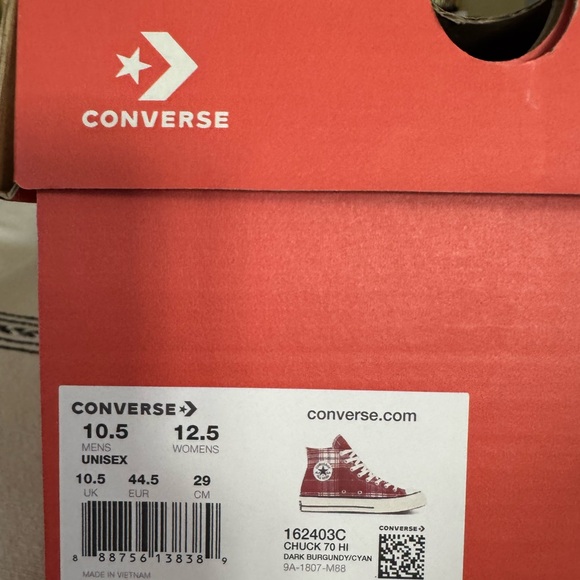 CONVERSE
CONVERSE
converse.com
10.5 12.5
MENS WOMENS
UNISEX
10.5 44.5 29
UK EUR CM
162403C
CONVERSE
CHUCK 70 HI
DARK BURGUNDY/CYAN
9A-1807-M88
8 88756 13838 9
MADE IN VIETNAM